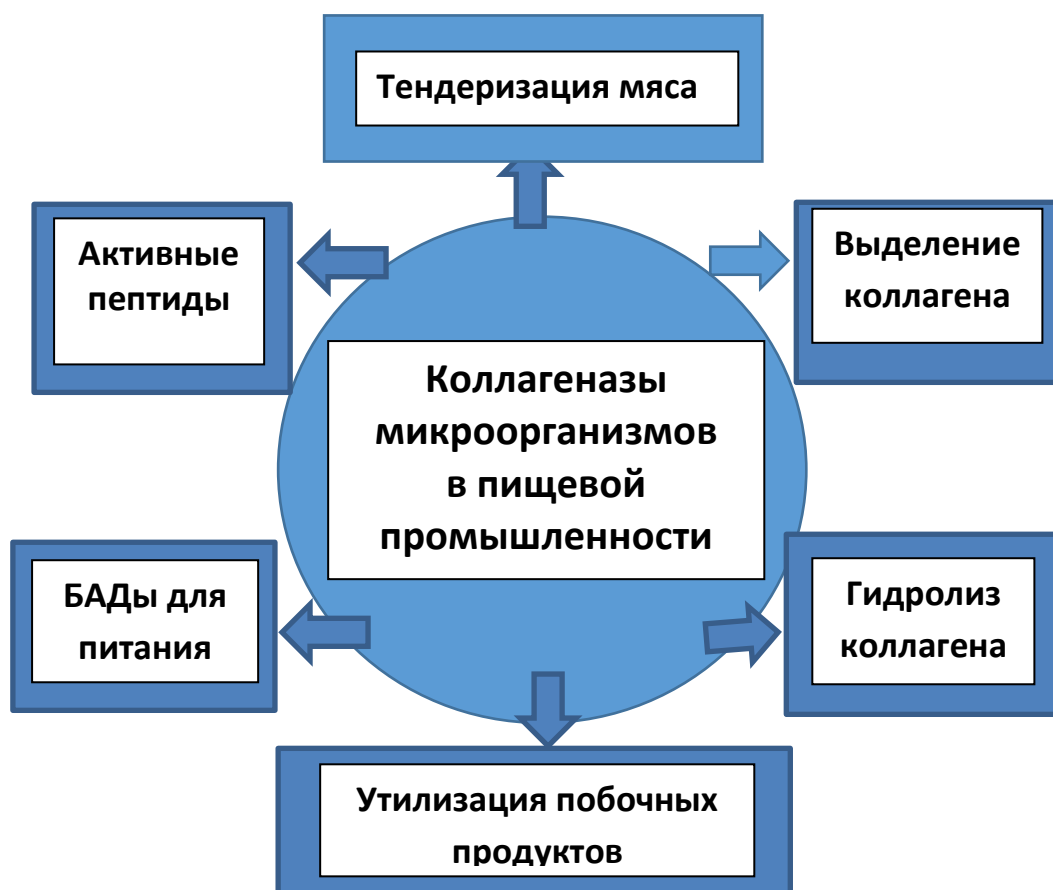 Тендеризация мяса
Активные
пептиды
Выделение
коллагена
Коллагеназы
микроорганизмов
в пищевой
промышленности
БАДы для
питания
Гидролиз
коллагена
Утилизация побочных
продуктов